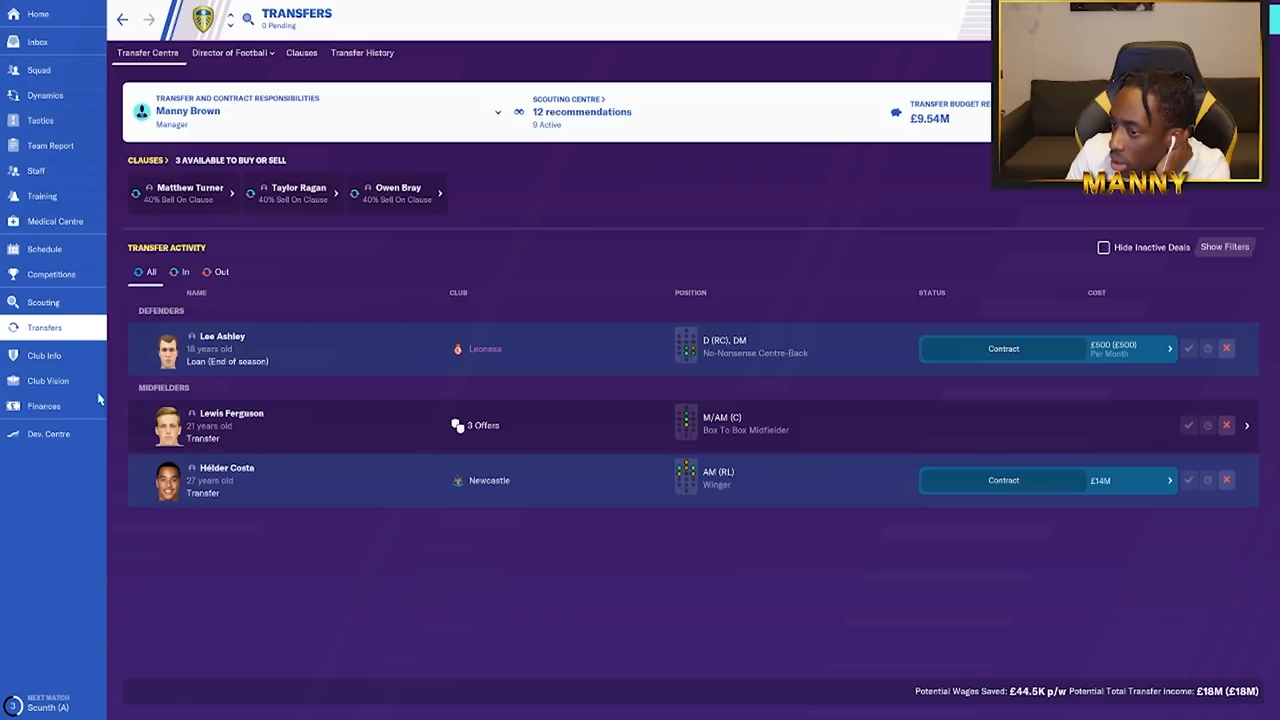 Home
Inbox
Squad
Dynamics
Tactics
Team Report
Staff
Training
Medical Centre
Schedule
Competitions
Scouting
Transfers
Club Info
Club Vision
Finances
Dev. Centre
3
NEXT MATCH
Scunth (A)
TRANSFERS
0 Pending
Transfer Centre
Director of Football
Clauses
Transfer History
TRANSFER AND CONTRACT RESPONSIBILITIES
Manny Brown
Manager
SCOUTING CENTRE >
12 recommendations
9 Active
TRANSFER BUDGET RE
£9.54M
MANNY
CLAUSES > 3 AVAILABLE TO BUY OR SELL
Matthew Turner
40% Sell On Clause
Taylor Ragan
40% Sell On Clause
Owen Bray
40% Sell On Clause
TRANSFER ACTIVITY
Hide Inactive Deals
Show Filters
All In Out
NAME CLUB POSITION STATUS COST
DEFENDERS
Lee Ashley
18 years old
Loan (End of season)
Leonesa
D (RC), DM
No-Nonsense Centre-Back
Contract
£500 (£500)
Per Month
MIDFIELDERS
Lewis Ferguson
21 years old
Transfer
3 Offers
M/AM (C)
Box To Box Midfielder
Hélder Costa
27 years old
Transfer
Newcastle
AM (RL)
Winger
Contract
£14M
Potential Wages Saved: £44.5K p/w Potential Total Transfer income: £18M (£18M)